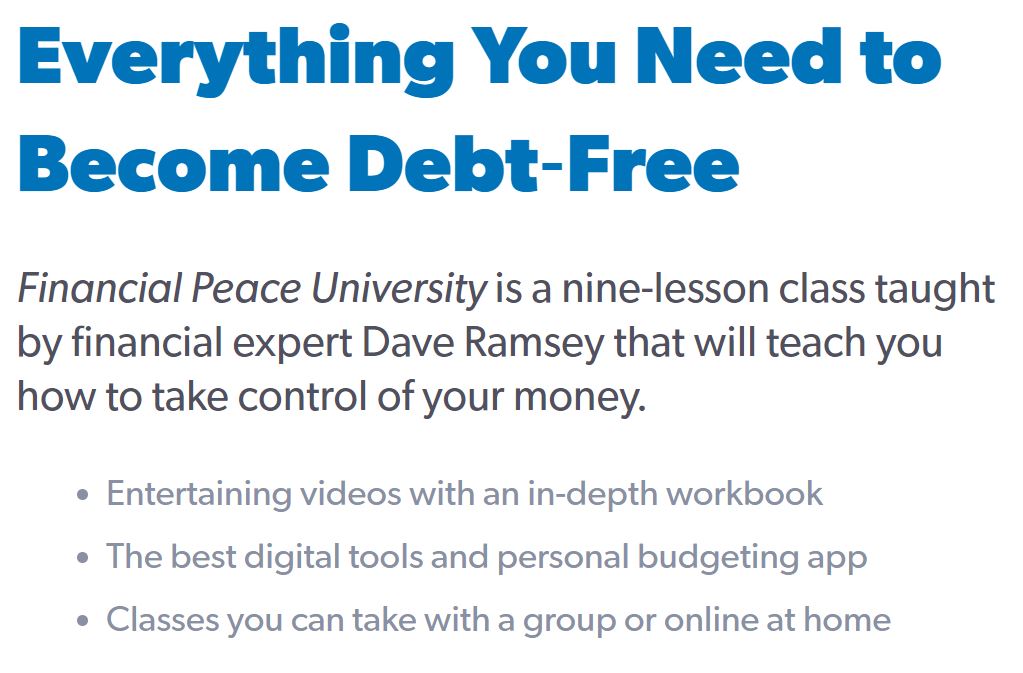 Everything You Need to
Become Debt-Free
Financial Peace University is a nine-lesson class taught
by financial expert Dave Ramsey that will teach you
how to take control of your money.
• Entertaining videos with an in-depth workbook
• The best digital tools and personal budgeting app
• Classes you can take with a group or online at home